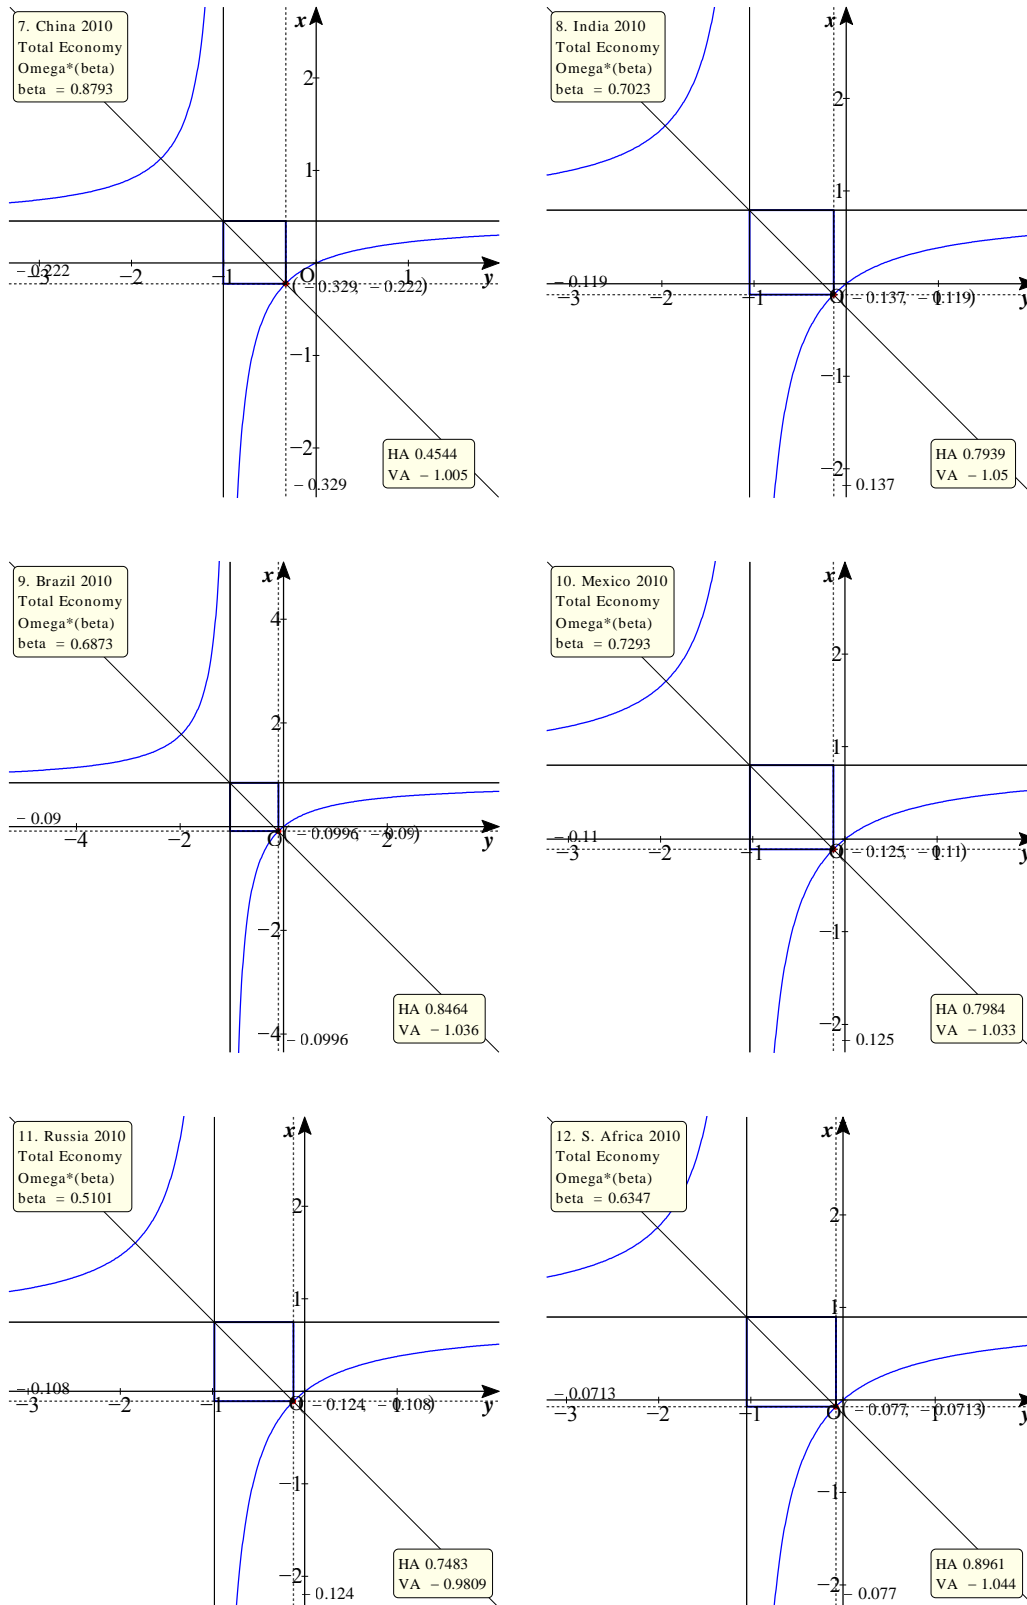 7. China 2010
Total Economy
Omega*(beta)
beta = 0.8793
x
2
1
-0.222
-3
-2
-1
O
1
y
(-0.329, -0.222)
-1
-2
-0.329
HA 0.4544
VA -1.005
8. India 2010
Total Economy
Omega*(beta)
beta = 0.7023
x
2
1
-0.119
-3
-2
-1
O
1
y
-0.137, -0.119)
-1
-2
-0.137
HA 0.7939
VA -1.05
9. Brazil 2010
Total Economy
Omega*(beta)
beta = 0.6873
x
4
2
-0.09
-4
-2
O
2
y
(-0.0996, -0.09)
-2
-4
-0.0996
HA 0.8464
VA -1.036
10. Mexico 2010
Total Economy
Omega*(beta)
beta = 0.7293
x
2
1
-0.11
-3
-2
-1
O
1
y
-0.125, -0.11)
-1
-2
-0.125
HA 0.7984
VA -1.033
11. Russia 2010
Total Economy
Omega*(beta)
beta = 0.5101
x
2
1
-0.108
-3
-2
-1
O
1
y
-0.124, -0.108)
-1
-2
-0.124
HA 0.7483
VA -0.9809
12. S. Africa 2010
Total Economy
Omega*(beta)
beta = 0.6347
x
2
1
-0.0713
-3
-2
-1
O
1
y
-0.077, -0.0713)
-1
-2
-0.077
HA 0.8961
VA -1.044